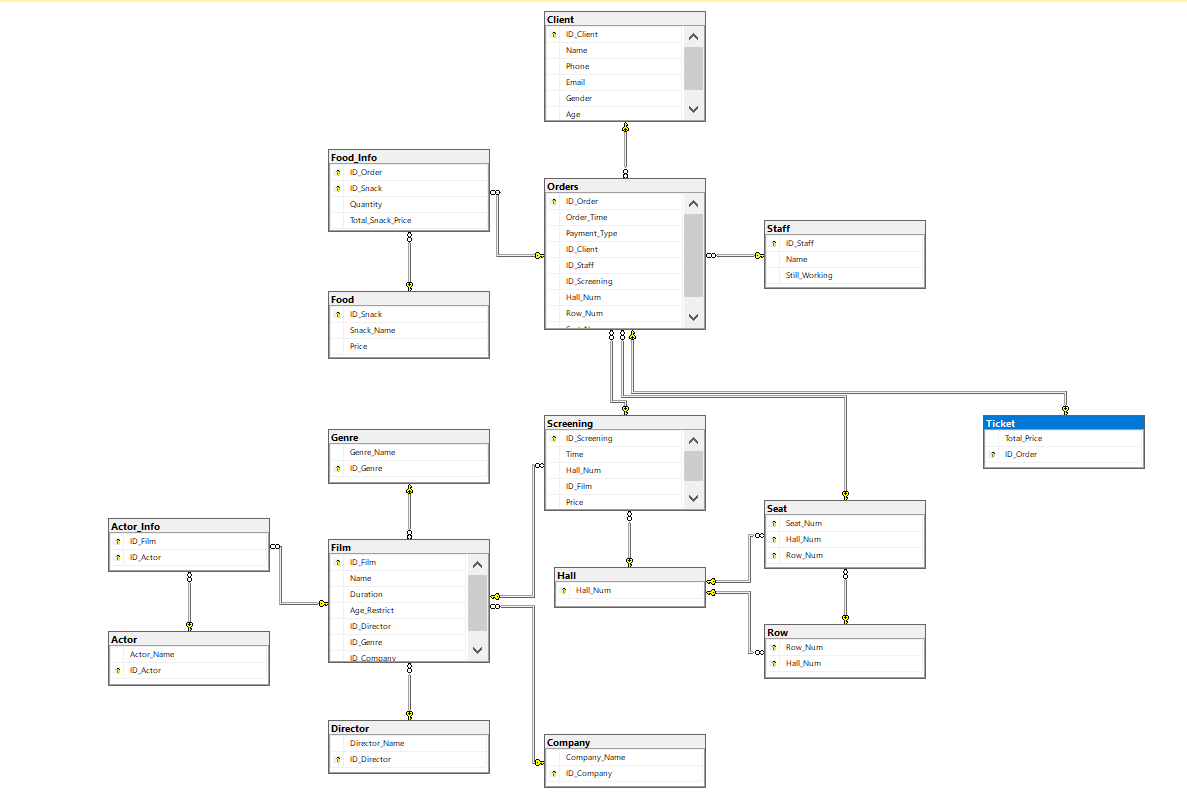 Client
ID_Client
Name
Phone
Email
Gender
Age
Food_Info
ID_Order
ID_Snack
Quantity
Total_Snack_Price
Orders
ID_Order
Order_Time
Payment_Type
ID_Client
ID_Staff
ID_Screening
Hall_Num
Row_Num
Staff
ID_Staff
Name
Still_Working
Food
ID_Snack
Snack_Name
Price
Screening
ID_Screening
Time
Hall_Num
ID_Film
Price
Ticket
Total_Price
ID_Order
Genre
Genre_Name
ID_Genre
Seat
Seat_Num
Hall_Num
Row_Num
Actor_Info
ID_Film
ID_Actor
Film
ID_Film
Name
Duration
Age_Restrict
ID_Director
ID_Genre
ID_Company
Hall
Hall_Num
Row
Row_Num
Hall_Num
Actor
Actor_Name
ID_Actor
Director
Director_Name
ID_Director
Company
Company_Name
ID_Company